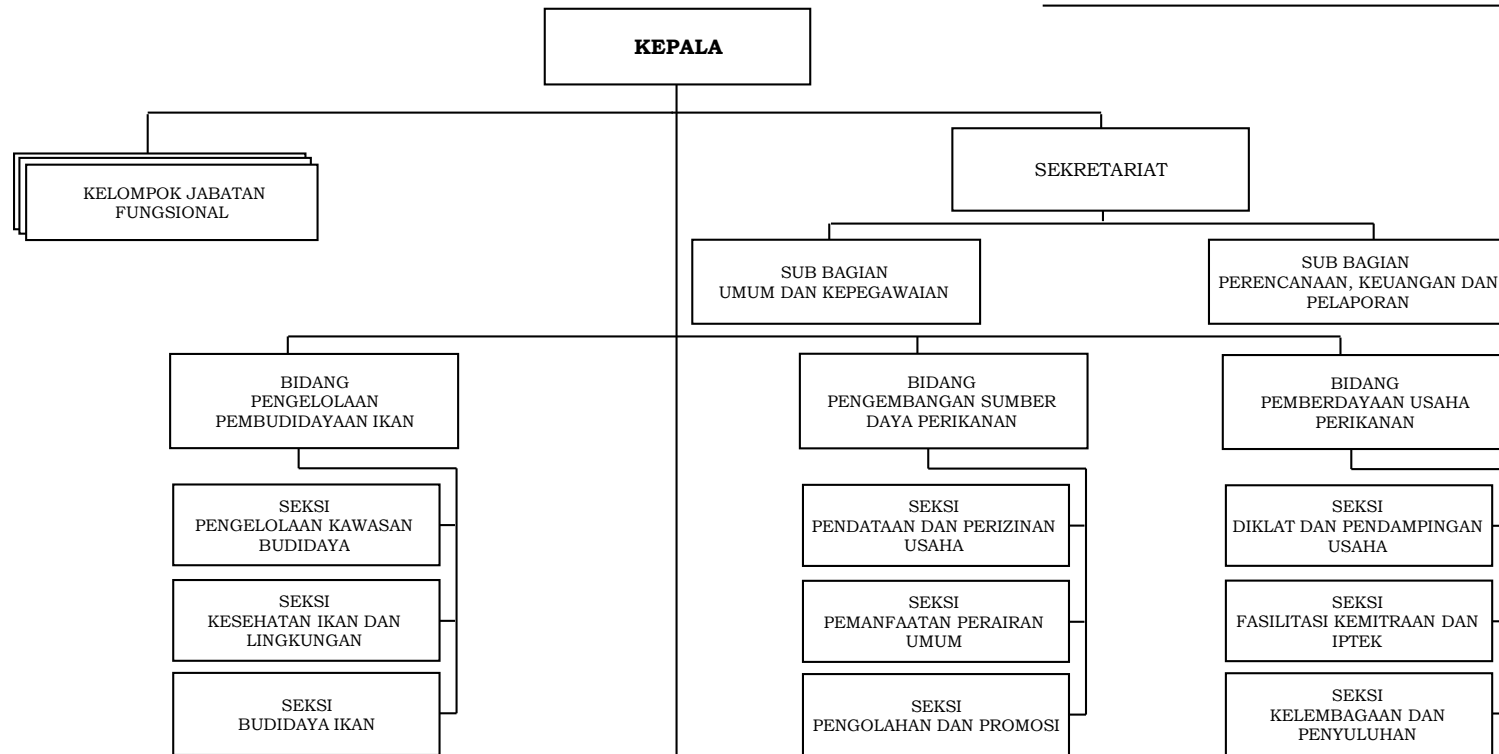 KEPALA
SEKRETARIAT
KELOMPOK JABATAN
FUNGSIONAL
SUB BAGIAN
UMUM DAN KEPEGAWAIAN
SUB BAGIAN
PERENCANAAN, KEUANGAN DAN
PELAPORAN
BIDANG
PENGELOLAAN
PEMBUDIDAYAAN IKAN
BIDANG
PENGEMBANGAN SUMBER
DAYA PERIKANAN
BIDANG
PEMBERDAYAAN USAHA
PERIKANAN
SEKSI
PENGELOLAAN KAWASAN
BUDIDAYA
SEKSI
PENDATAAN DAN PERIZINAN
USAHA
SEKSI
DIKLAT DAN PENDAMPINGAN
USAHA
SEKSI
KESEHATAN IKAN DAN
LINGKUNGAN
SEKSI
PEMANFAATAN PERAIRAN
UMUM
SEKSI
FASILITASI KEMITRAAN DAN
IPTEK
SEKSI
BUDIDAYA IKAN
SEKSI
PENGOLAHAN DAN PROMOSI
SEKSI
KELEMBAGAAN DAN
PENYULUHAN